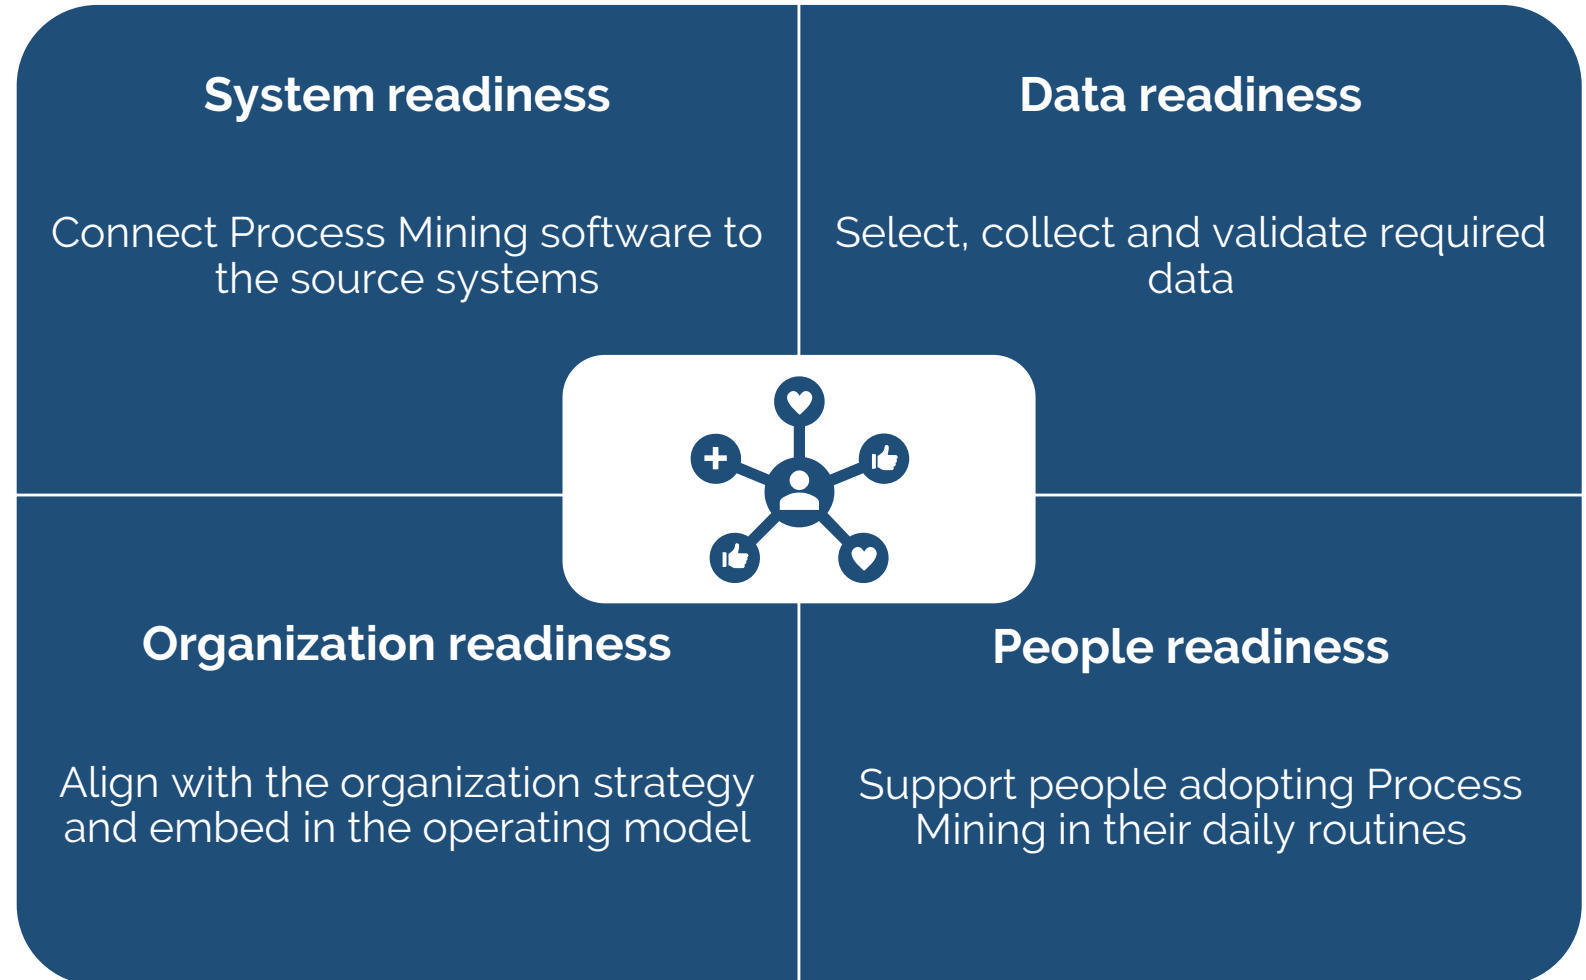 System readiness
Connect Process Mining software to
the source systems
Data readiness
Select, collect and validate required
data
Organization readiness
Align with the organization strategy
and embed in the operating model
People readiness
Support people adopting Process
Mining in their daily routines